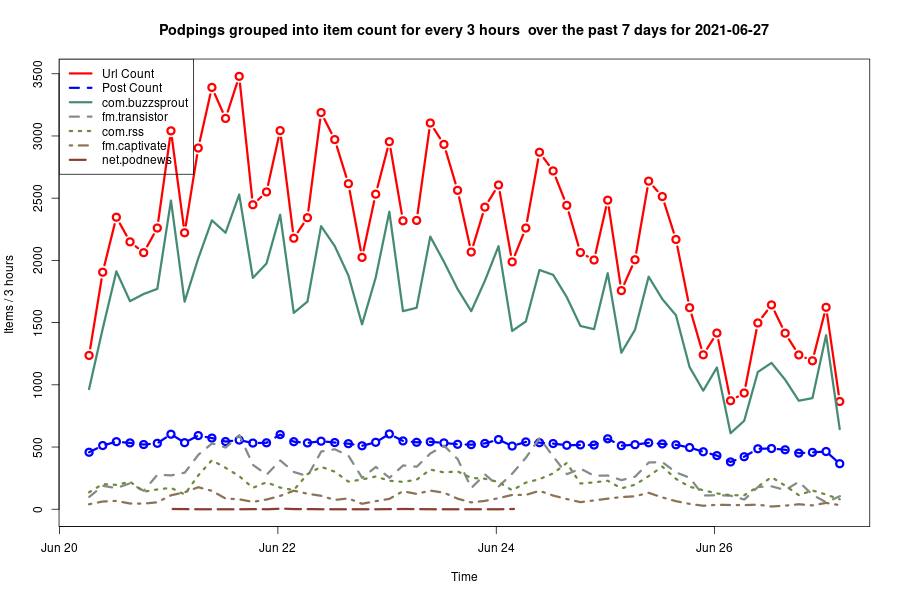 Podpings grouped into item count for every 3 hours  over the past 7 days for 2021-06-27
Url Count
Post Count
com.buzzsprout
fm.transistor
com.rss
fm.captivate
net.podnews
Items / 3 hours
3500
3000
2500
2000
1500
1000
500
0
Jun 20
Jun 22
Jun 24
Jun 26
Time